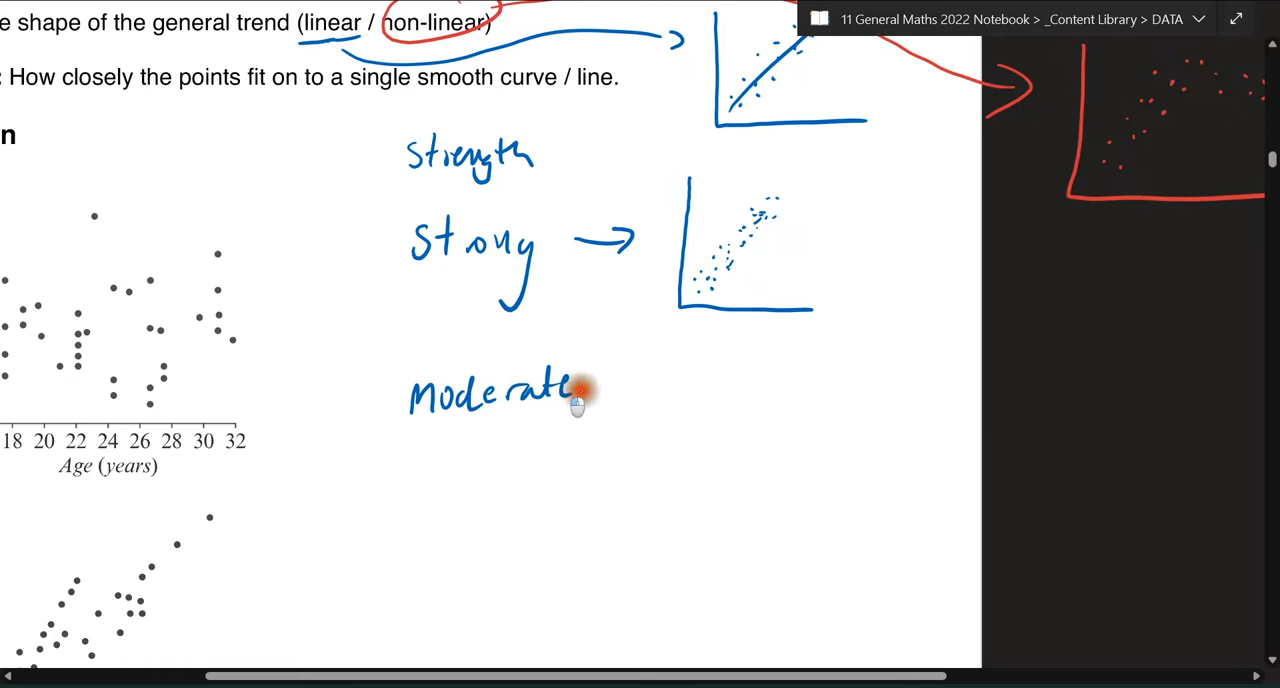 11 General Maths 2022 Notebook > _Content Library > DATA
e shape of the general trend (linear / non-linear)
: How closely the points fit on to a single smooth curve / line.
n
Strength
Strong
Moderate
18 20 22 24 26 28 30 32
Age (years)